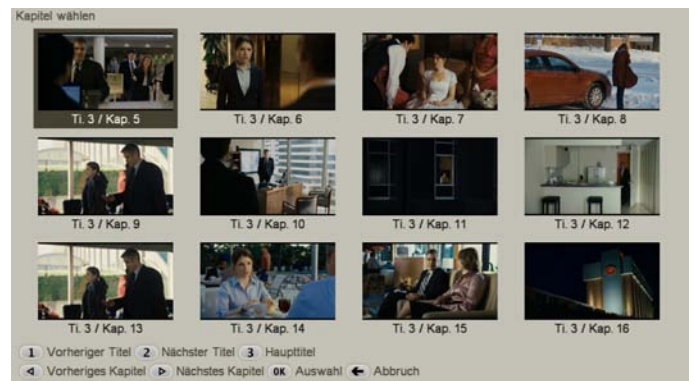 Kapitel wählen
Ti. 3 / Kap. 5 Ti. 3 / Kap. 6 Ti. 3 / Kap. 7 Ti. 3 / Kap. 8
Ti. 3 / Kap. 9 Ti. 3 / Kap. 10 Ti. 3 / Kap. 11 Ti. 3 / Kap. 12
Ti. 3 / Kap. 13 Ti. 3 / Kap. 14 Ti. 3 / Kap. 15 Ti. 3 / Kap. 16
1 Vorheriger Titel 2 Nächster Titel 3 Haupttitel
Vorheriges Kapitel Nächstes Kapitel OK Auswahl Abbruch